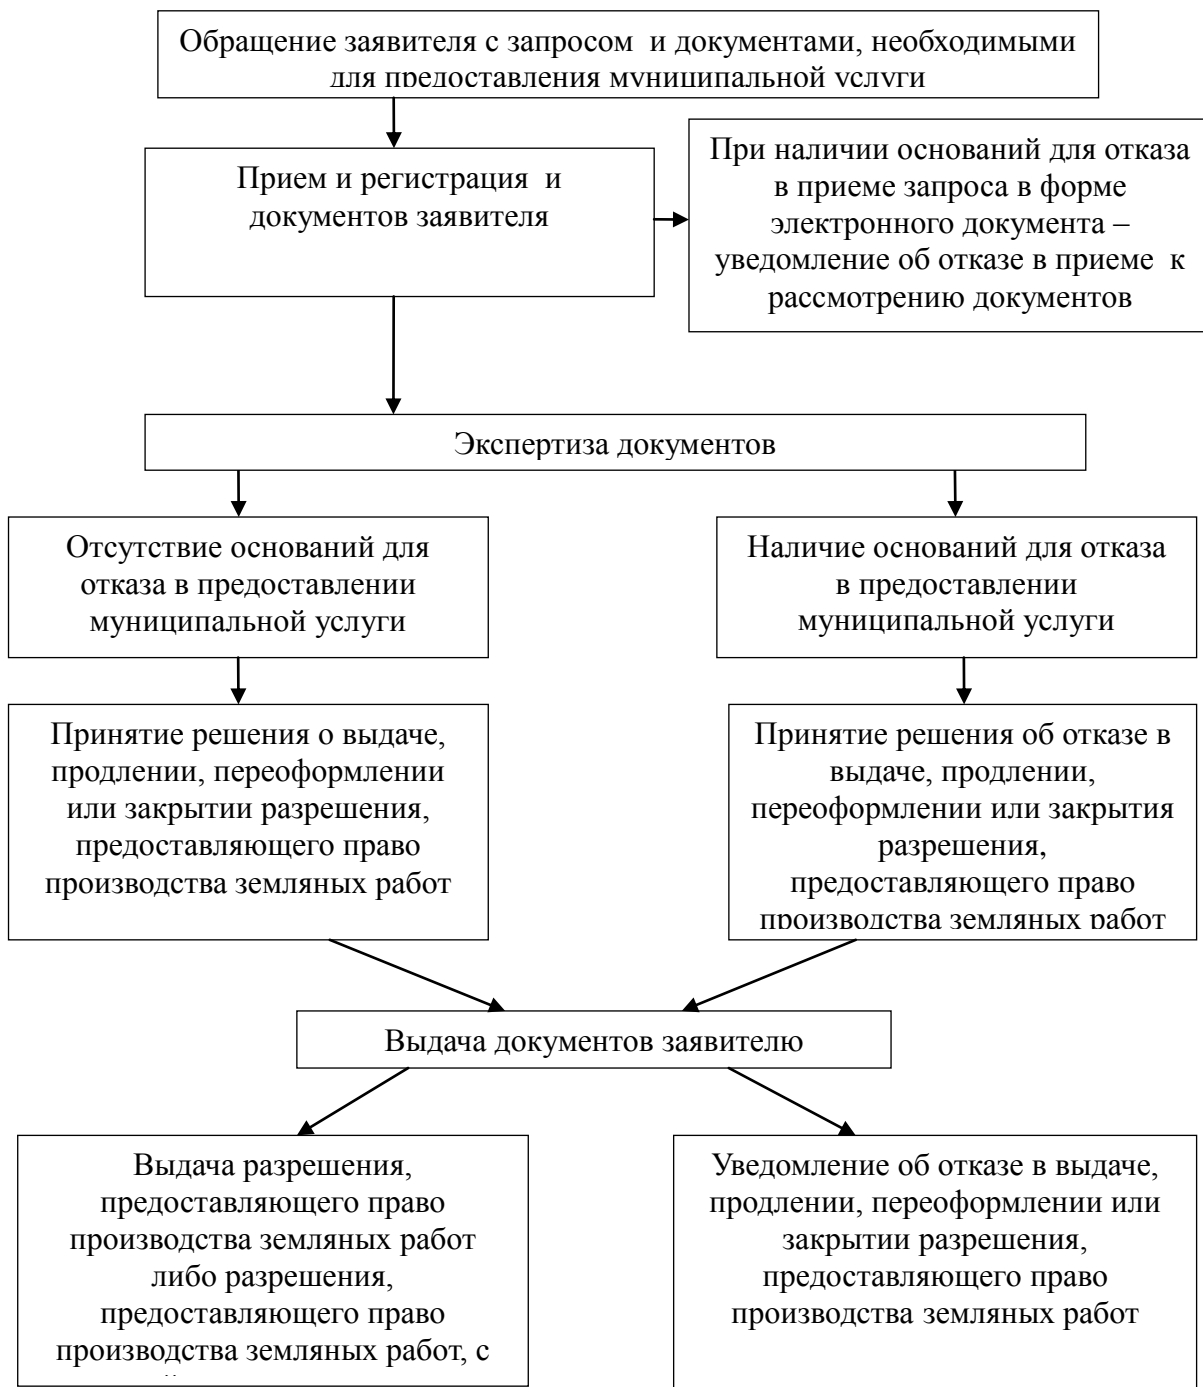 Обращение заявителя с запросом и документами, необходимыми
для предоставления муниципальной услуги
Прием и регистрация и
документов заявителя
При наличии оснований для отказа
в приеме запроса в форме
электронного документа –
уведомление об отказе в приеме к
рассмотрению документов
Экспертиза документов
Отсутствие оснований для
отказа в предоставлении
муниципальной услуги
Наличие оснований для отказа
в предоставлении
муниципальной услуги
Принятие решения о выдаче,
продлении, переоформлении
или закрытии разрешения,
предоставляющего право
производства земляных работ
Принятие решения об отказе в
выдаче, продлении,
переоформлении или закрытия
разрешения,
предоставляющего право
производства земляных работ
Выдача документов заявителю
Выдача разрешения,
предоставляющего право
производства земляных работ
либо разрешения,
предоставляющего право
производства земляных работ, с
Уведомление об отказе в выдаче,
продлении, переоформлении или
закрытии разрешения,
предоставляющего право
производства земляных работ